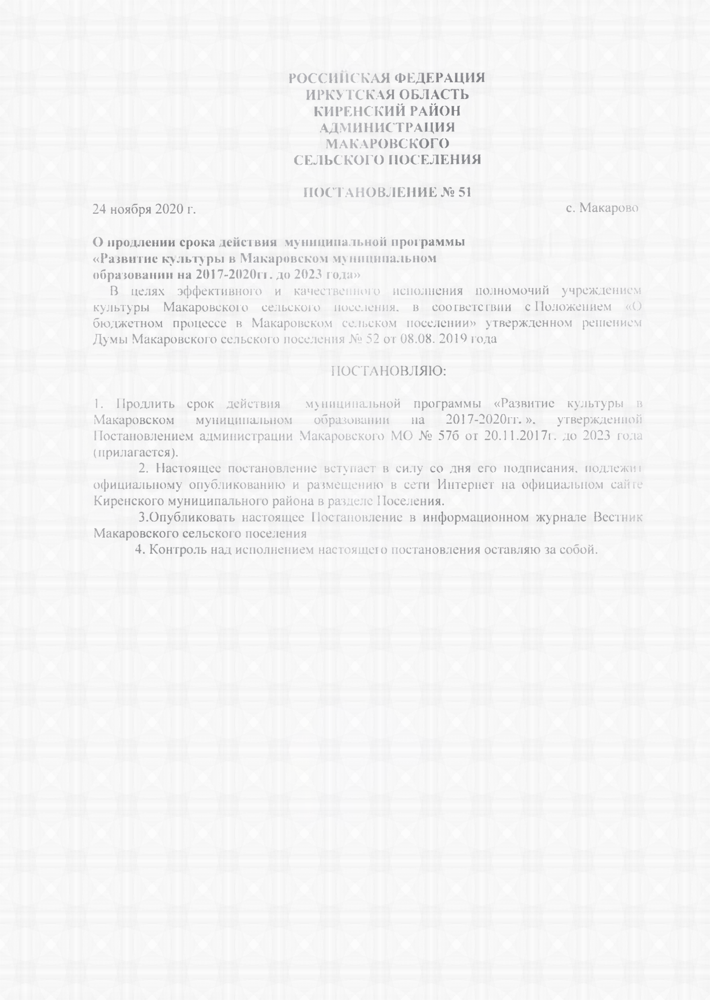 РОССИЙСКАЯ ФЕДЕРАЦИЯ
ИРКУТСКАЯ ОБЛАСТЬ
КИРЕНСКИЙ РАЙОН
АДМИНИСТРАЦИЯ
МАКАРОВСКОГО
СЕЛЬСКОГО ПОСЕЛЕНИЯ
ПОСТАНОВЛЕНИЕ № 51
24 ноября 2020 г. с. Макарово
О продлении срока действия муниципальной программы
«Развитие культуры в Макаровском муниципальном
образовании на 2017-2020гг. до 2023 года»
В целях эффективного и качественного исполнения полномочий учреждением
культуры Макаровского сельского поселения, в соответствии с Положением «О
бюджетном процессе в Макаровском сельском поселении» утвержденном решением
Думы Макаровского сельского поселения № 52 от 08.08. 2019 года
ПОСТАНОВЛЯЮ:
1. Продлить срок действия муниципальной программы «Развитие культуры в
Макаровском муниципальном образовании на 2017-2020гг. », утвержденной
Постановлением администрации Макаровского МО № 57б от 20.11.2017г. до 2023 года
(прилагается).
2. Настоящее постановление вступает в силу со дня его подписания, подлежит
официальному опубликованию и размещению в сети Интернет на официальном сайте
Киренского муниципального района в разделе Поселения.
3.Опубликовать настоящее Постановление в информационном журнале Вестник
Макаровского сельского поселения
4. Контроль над исполнением настоящего постановления оставляю за собой.